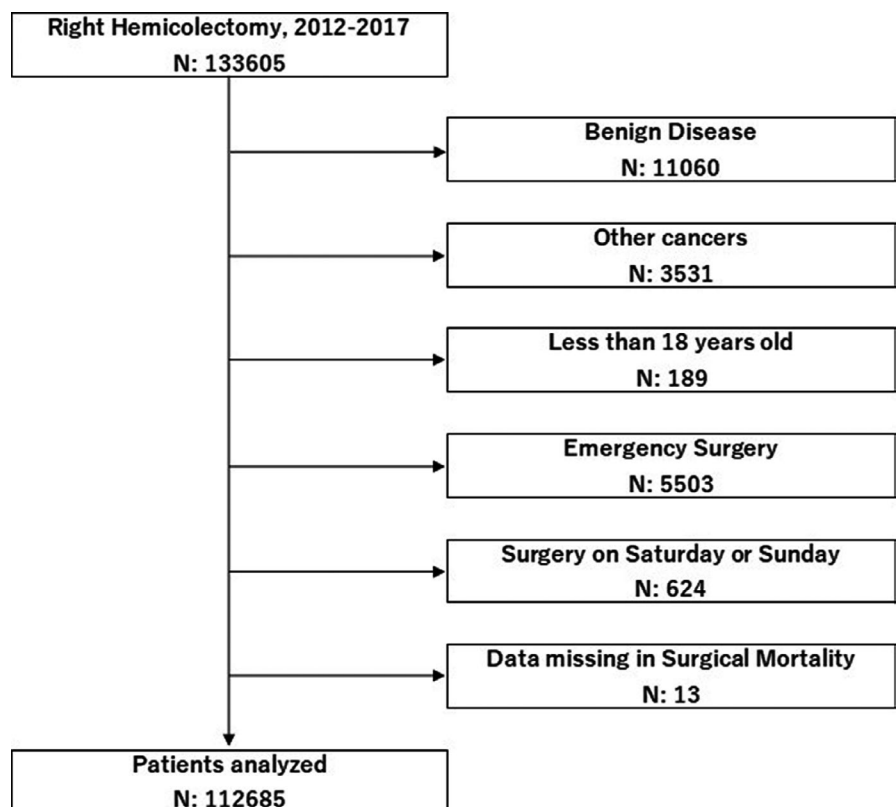 Right Hemicolectomy, 2012-2017
N: 133605
Benign Disease
N: 11060
Other cancers
N: 3531
Less than 18 years old
N: 189
Emergency Surgery
N: 5503
Surgery on Saturday or Sunday
N: 624
Data missing in Surgical Mortality
N: 13
Patients analyzed
N: 112685